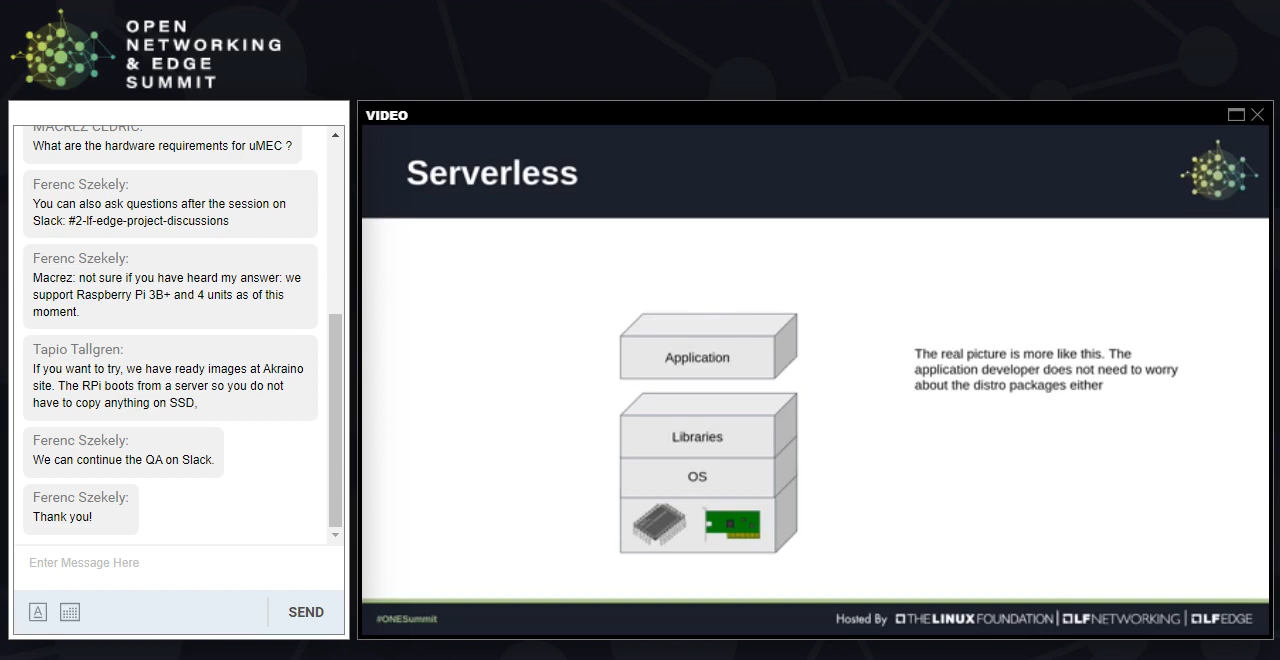 OPEN
NETWORKING
& EDGE
SUMMIT
MACREZ CEDRIC:
What are the hardware requirements for uMEC ?
Ferenc Szekely:
You can also ask questions after the session on
Slack: #2-lf-edge-project-discussions
Ferenc Szekely:
Macrez: not sure if you have heard my answer: we
support Raspberry Pi 3B+ and 4 units as of this
moment.
Tapio Tallgren:
If you want to try, we have ready images at Akraino
site. The RPi boots from a server so you do not
have to copy anything on SSD,
Ferenc Szekely:
We can continue the QA on Slack.
Ferenc Szekely:
Thank you!
Enter Message Here
A
SEND
VIDEO
Serverless
Application
Libraries
OS
The real picture is more like this. The
application developer does not need to worry
about the distro packages either
#ONESummit
Hosted By THE LINUX FOUNDATION | LF NETWORKING | LF EDGE